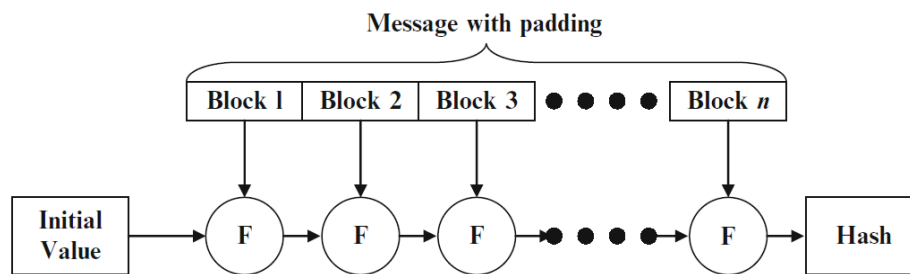 Message with padding
Block 1 Block 2 Block 3 Block n
Initial Value F F F F Hash